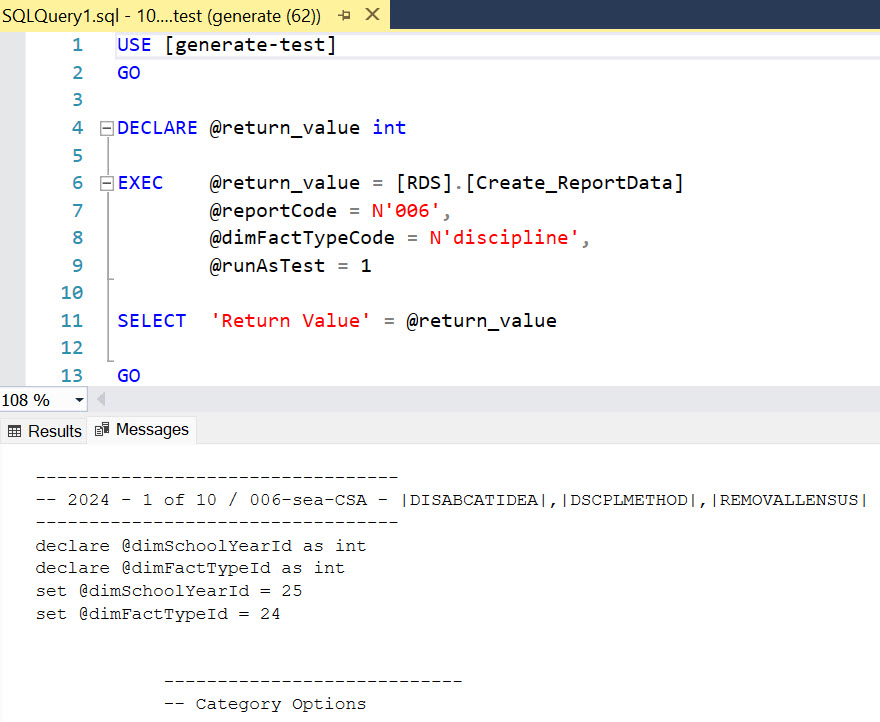 SQLQuery1.sql - 10....test (generate (62))
1 USE [generate-test]
2 GO
3
4 DECLARE @return_value int
5
6 EXEC @return_value = [RDS].[Create_ReportData]
7 @reportCode = N'006',
8 @dimFactTypeCode = N'discipline',
9 @runAsTest = 1
10
11 SELECT 'Return Value' = @return_value
12
13 GO
108 %
Results Messages
----------------------------------
-- 2024 - 1 of 10 / 006-sea-CSA - |DISABCATIDEA|,|DSCPLMETHOD|,|REMOVALLENSUS|
----------------------------------
declare @dimSchoolYearId as int
declare @dimFactTypeId as int
set @dimSchoolYearId = 25
set @dimFactTypeId = 24
----------------------------
-- Category Options